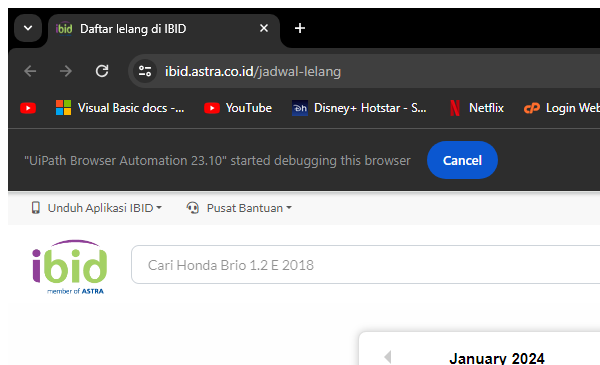 Daftar lelang di IBID
ibid.astra.co.id/jadwal-lelang
Visual Basic docs -... YouTube Disney+ Hotstar - S... Netflix Login Web
"UiPath Browser Automation 23.10" started debugging this browser Cancel
Unduh Aplikasi IBID Pusat Bantuan
ibid
member of ASTRA
Cari Honda Brio 1.2 E 2018
January 2024